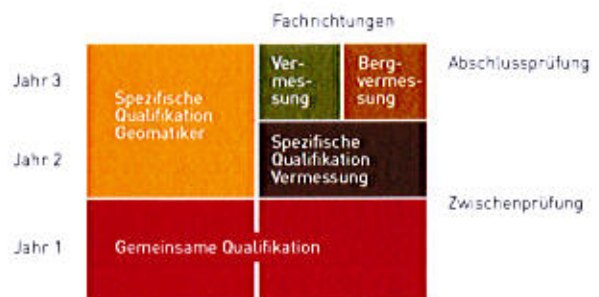 Fachrichtungen
Jahr 3
Ver-
mes-
sung
Berg-
vermes-
sung
Abschlussprüfung
Spezifische
Qualifikation
Geomatiker
Jahr 2
Spezifische
Qualifikation
Vermessung
Zwischenprüfung
Jahr 1
Gemeinsame Qualifikation